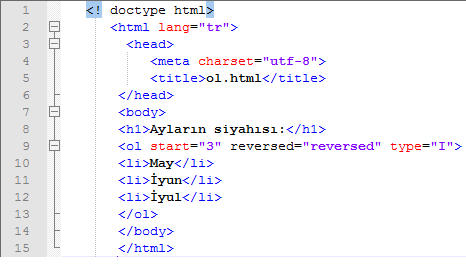 1 <! doctype html>
2 <html lang="tr">
3 <head>
4 <meta charset="utf-8">
5 <title>ol.html</title>
6 </head>
7 <body>
8 <h1>Ayların siyahısı:</h1>
9 <ol start="3" reversed="reversed" type="I">
10 <li>May</li>
11 <li>İyun</li>
12 <li>İyul</li>
13 </ol>
14 </body>
15 </html>